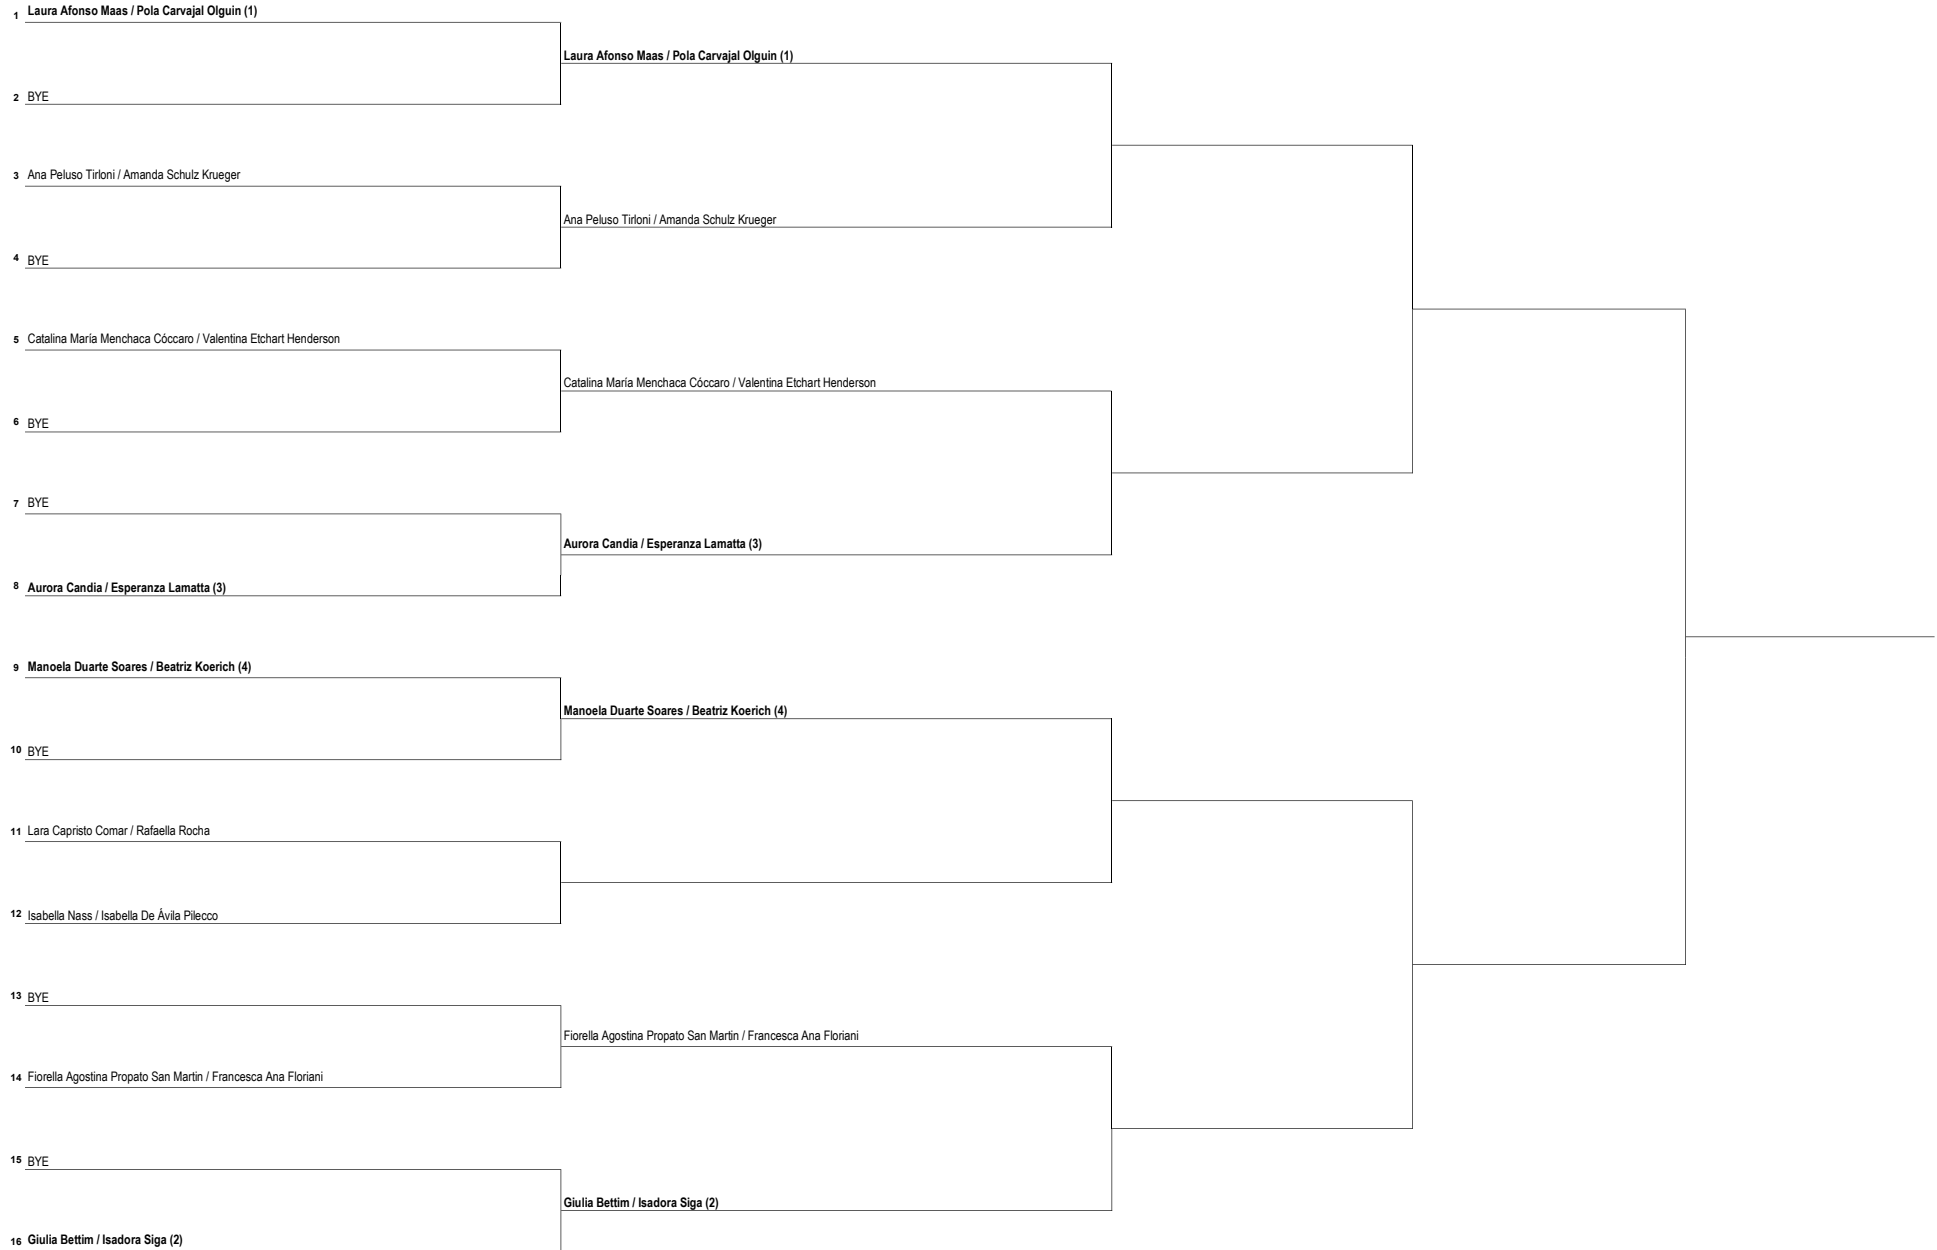 1 Laura Afonso Maas / Pola Carvajal Olguin (1)
Laura Afonso Maas / Pola Carvajal Olguin (1)
2 BYE
3 Ana Peluso Tirloni / Amanda Schulz Krueger
Ana Peluso Tirloni / Amanda Schulz Krueger
4 BYE
5 Catalina María Menchaca Cóccaro / Valentina Etchart Henderson
Catalina María Menchaca Cóccaro / Valentina Etchart Henderson
6 BYE
7 BYE
Aurora Candia / Esperanza Lamatta (3)
8 Aurora Candia / Esperanza Lamatta (3)
9 Manoela Duarte Soares / Beatriz Koerich (4)
Manoela Duarte Soares / Beatriz Koerich (4)
10 BYE
11 Lara Capristo Comar / Rafaella Rocha
12 Isabella Nass / Isabella De Ávila Pilecco
13 BYE
Fiorella Agostina Propato San Martin / Francesca Ana Floriani
14 Fiorella Agostina Propato San Martin / Francesca Ana Floriani
15 BYE
Giulia Bettim / Isadora Siga (2)
16 Giulia Bettim / Isadora Siga (2)